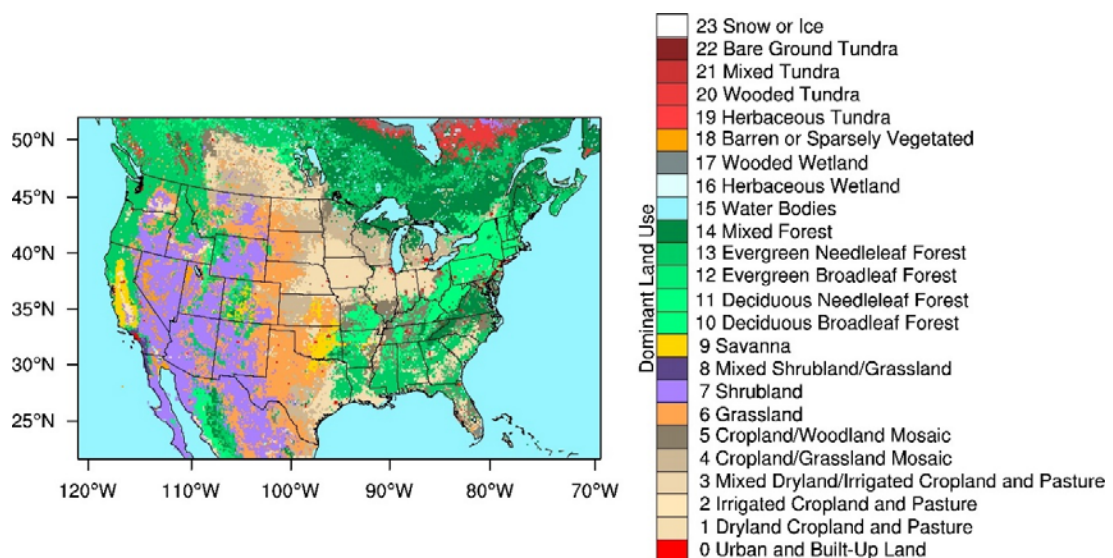 50°N
45°N
40°N
35°N
30°N
25°N
120°W 110°W 100°W 90°W 80°W 70°W
Dominant Land Use
23 Snow or Ice
22 Bare Ground Tundra
21 Mixed Tundra
20 Wooded Tundra
19 Herbaceous Tundra
18 Barren or Sparsely Vegetated
17 Wooded Wetland
16 Herbaceous Wetland
15 Water Bodies
14 Mixed Forest
13 Evergreen Needleleaf Forest
12 Evergreen Broadleaf Forest
11 Deciduous Needleleaf Forest
10 Deciduous Broadleaf Forest
9 Savanna
8 Mixed Shrubland/Grassland
7 Shrubland
6 Grassland
5 Cropland/Woodland Mosaic
4 Cropland/Grassland Mosaic
3 Mixed Dryland/Irrigated Cropland and Pasture
2 Irrigated Cropland and Pasture
1 Dryland Cropland and Pasture
0 Urban and Built-Up Land